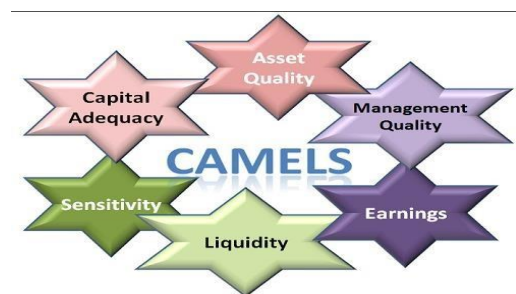 Asset
Quality
Capital
Adequacy
Management
Quality
CAMELS
Sensitivity
Earnings
Liquidity